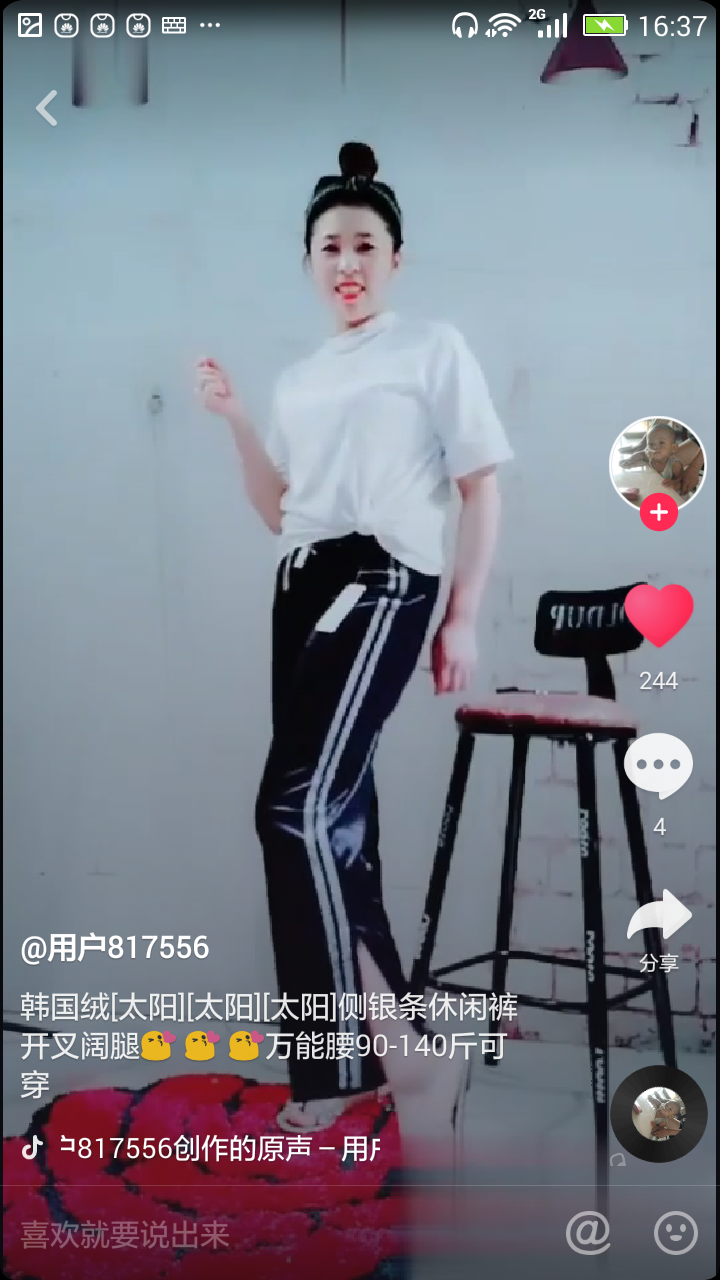 2G 16:37
244
4
分享
@用户817556
韩国绒[太阳][太阳][太阳]侧银条休闲裤
开叉阔腿😘 😘 😘万能腰90-140斤可
穿
817556创作的原声 – 用户
喜欢就要说出来
@